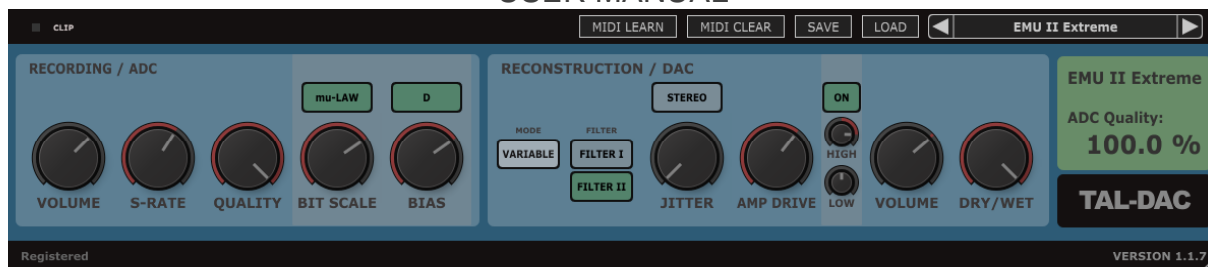 USER MANUAL
CLIP MIDI LEARN MIDI CLEAR SAVE LOAD EMU II Extreme
RECORDING / ADC
mu-LAW D
VOLUME S-RATE QUALITY BIT SCALE BIAS
RECONSTRUCTION / DAC
STEREO ON
MODE FILTER
VARIABLE FILTER I
HIGH
FILTER II
JITTER AMP DRIVE LOW VOLUME DRY/WET
EMU II Extreme
ADC Quality:
100.0 %
TAL-DAC
Registered VERSION 1.1.7